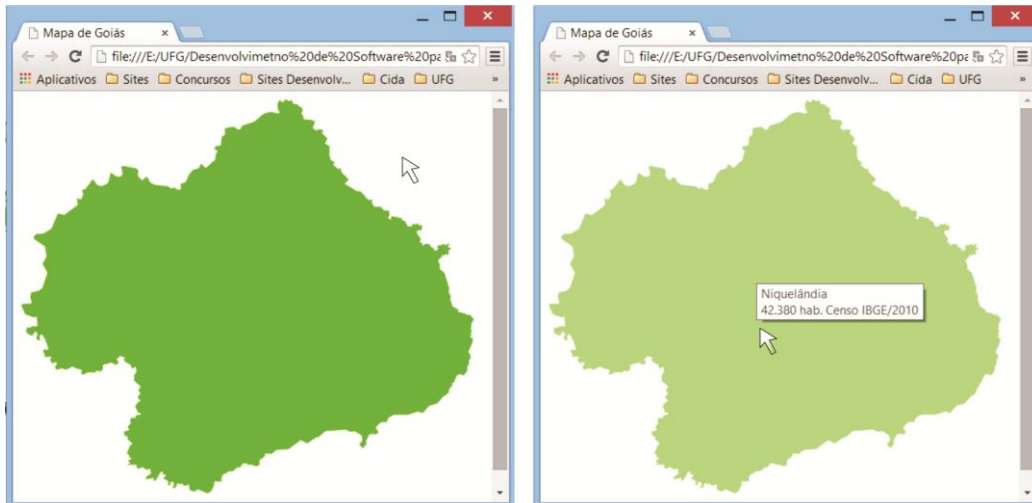 Mapa de Goiás
file:///E:/UFG/Desenvolvimetno%20de%20Software%20pa
Aplicativos Sites Concursos Sites Desenvolv... Cida UFG »
Mapa de Goiás
file:///E:/UFG/Desenvolvimetno%20de%20Software%20pa
Aplicativos Sites Concursos Sites Desenvolv... Cida UFG »
Niquelândia
42.380 hab. Censo IBGE/2010